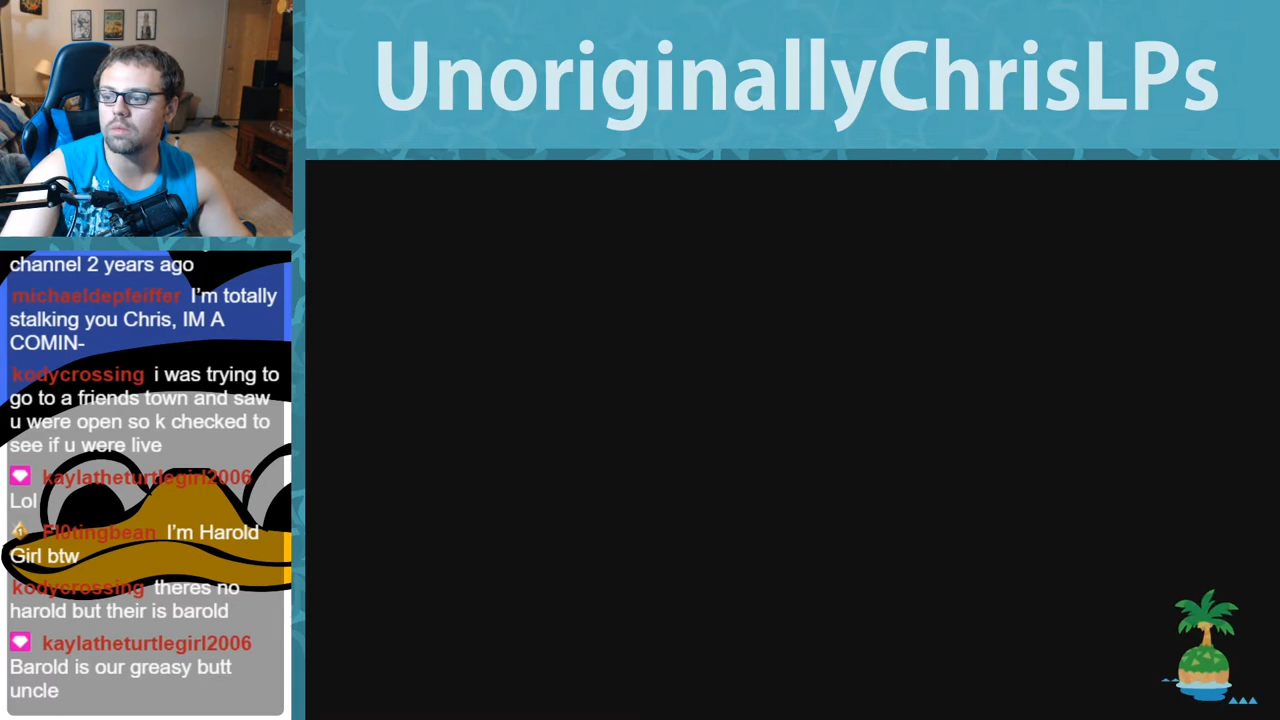 UnoriginallyChrisLPs
channel 2 years ago
michaeldepfeiffer I'm totally
stalking you Chris, IM A
COMIN-
kodycrossing i was trying to
go to a friends town and saw
u were open so k checked to
see if u were live
kaylatheturtlegirl2006
Lol
Fl0tingbean I'm Harold
Girl btw
kodycrossing theres no
harold but their is barold
kaylatheturtlegirl2006
Barold is our greasy butt
uncle